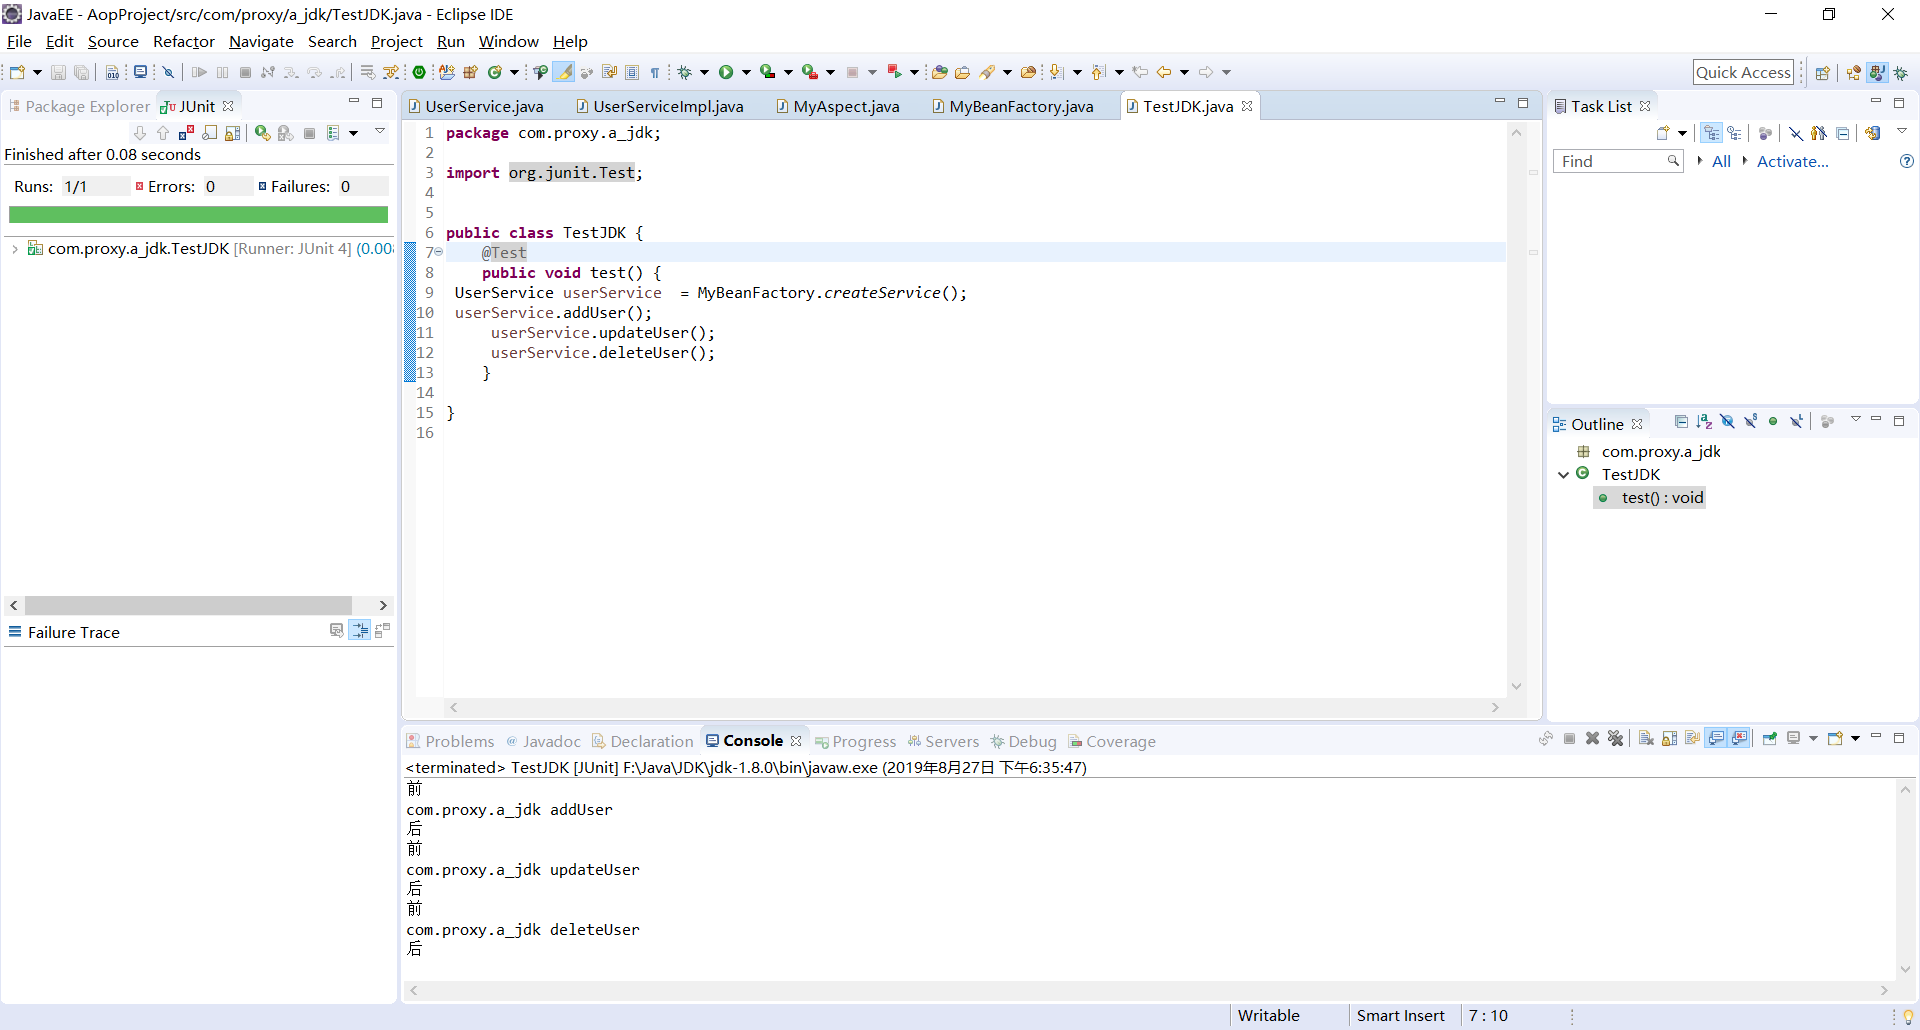 JavaEE - AopProject/src/com/proxy/a_jdk/TestJDK.java - Eclipse IDE
File Edit Source Refactor Navigate Search Project Run Window Help
Quick Access
Package Explorer JUnit
Finished after 0.08 seconds
Runs: 1/1 Errors: 0 Failures: 0
com.proxy.a_jdk.TestJDK [Runner: JUnit 4] (0.00
Failure Trace
UserService.java UserServiceImpl.java MyAspect.java MyBeanFactory.java TestJDK.java
1 package com.proxy.a_jdk;
2
3 import org.junit.Test;
4
5
6 public class TestJDK {
7 @Test
8 public void test() {
9 UserService userService = MyBeanFactory.createService();
10 userService.addUser();
11 userService.updateUser();
12 userService.deleteUser();
13 }
14
15 }
16
Task List
Find All Activate...
Outline
com.proxy.a_jdk
TestJDK
test() : void
Problems Javadoc Declaration Console Progress Servers Debug Coverage
<terminated> TestJDK [JUnit] F:\Java\JDK\jdk-1.8.0\bin\javaw.exe (2019年8月27日 下午6:35:47)
前
com.proxy.a_jdk addUser
后
前
com.proxy.a_jdk updateUser
后
前
com.proxy.a_jdk deleteUser
后
Writable Smart Insert 7 : 10